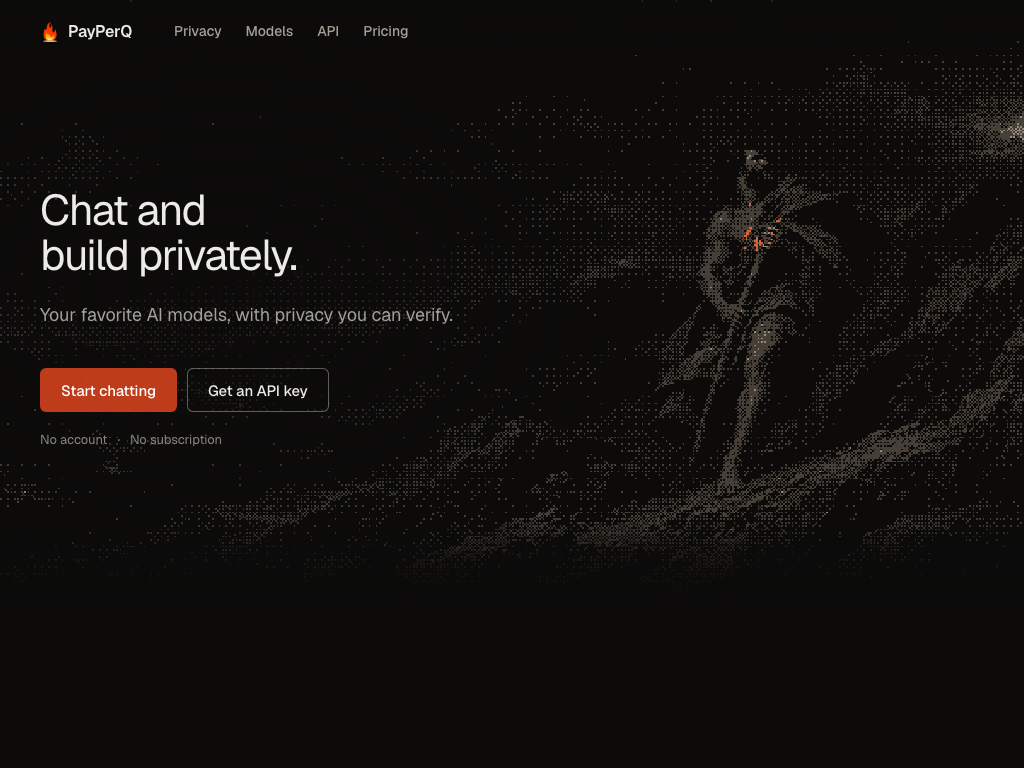 PayPerQ
Privacy
Models
API
Pricing
Chat and
build privately.
Your favorite AI models, with privacy you can verify.
Start chatting
Get an API key
No account · No subscription